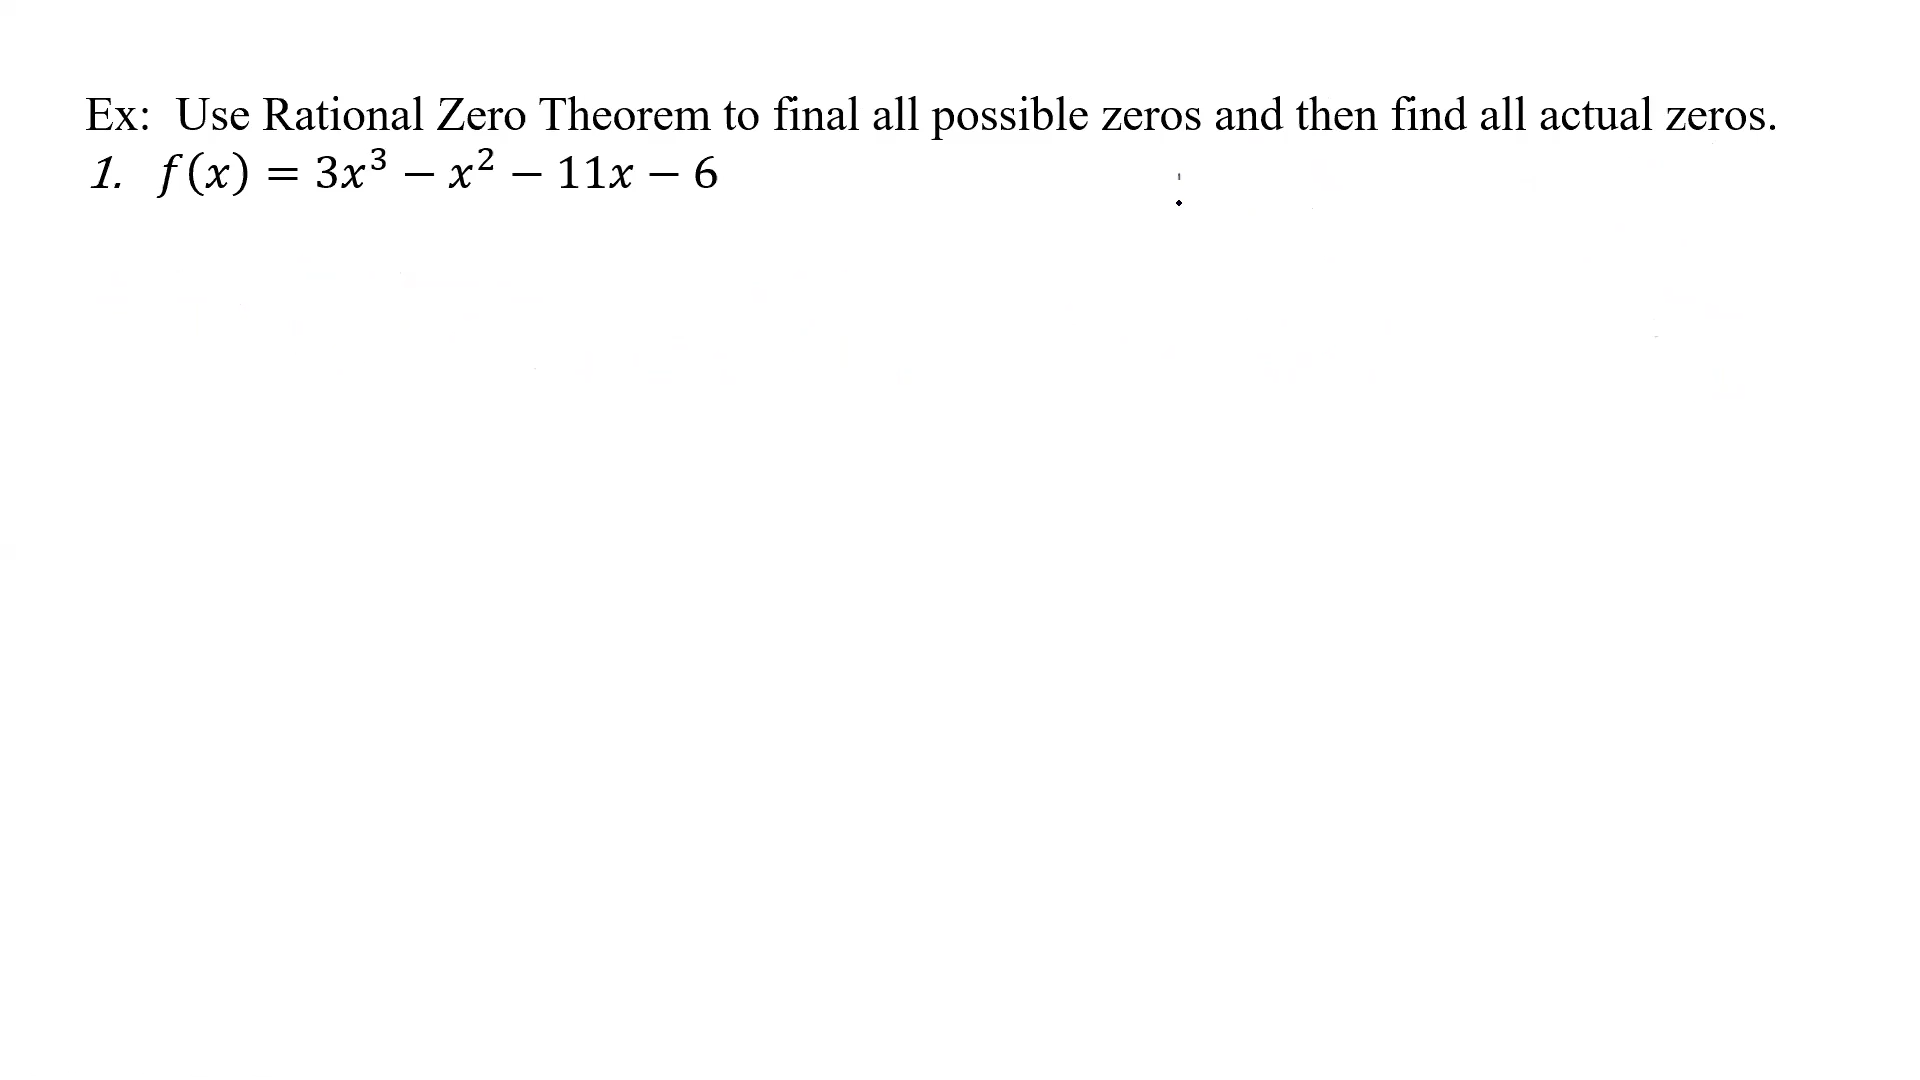 Ex: Use Rational Zero Theorem to final all possible zeros and then find all actual zeros.
1. f(x) = 3x³ − x² − 11x − 6